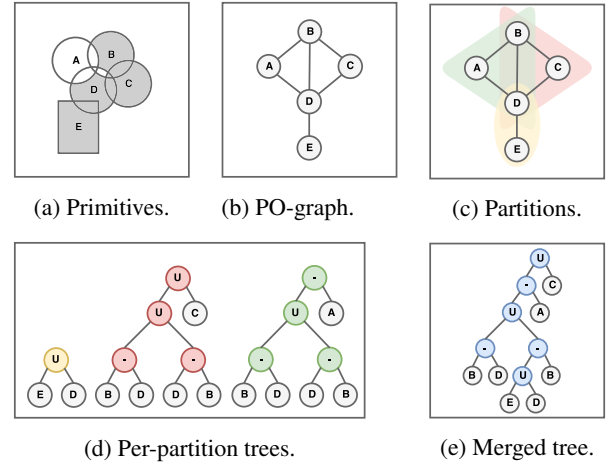 A B C D E
(a) Primitives.
B
A C
D
E
(b) PO-graph.
B
A C
D
E
(c) Partitions.
U -
U C U A
U - - - -
E D B D D B B D D B
(d) Per-partition trees.
U
- C
U A
- -
B D U B
E D
(e) Merged tree.